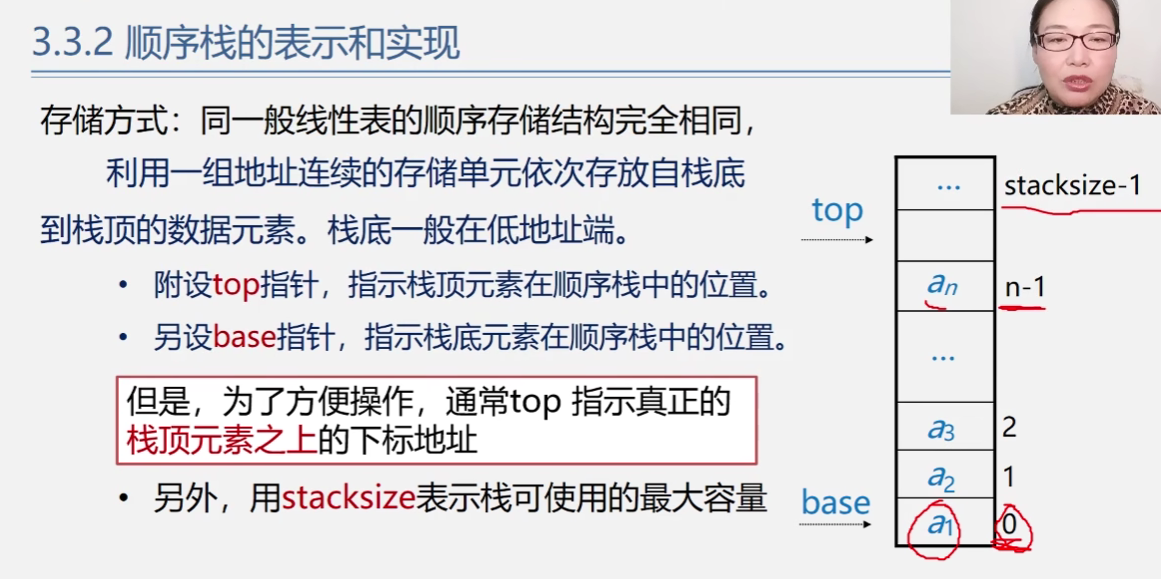 3.3.2 顺序栈的表示和实现
存储方式：同一般线性表的顺序存储结构完全相同，
利用一组地址连续的存储单元依次存放自栈底
到栈顶的数据元素。栈底一般在低地址端。
• 附设top指针，指示栈顶元素在顺序栈中的位置。
• 另设base指针，指示栈底元素在顺序栈中的位置。
但是，为了方便操作，通常top 指示真正的
栈顶元素之上的下标地址
• 另外，用stacksize表示栈可使用的最大容量
... stacksize-1
top
an n-1
...
a3 2
a2 1
base a1 0